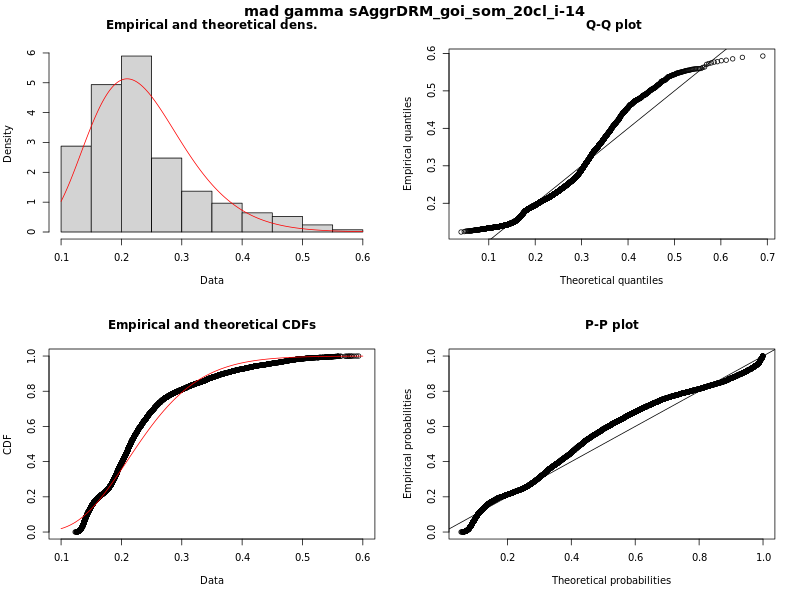 mad gamma sAggrDRM_goi_som_20cl_i-14
Empirical and theoretical dens.
Density
0 1 2 3 4 5 6
0.1 0.2 0.3 0.4 0.5 0.6
Data
Q-Q plot
Empirical quantiles
0.2 0.3 0.4 0.5 0.6
0.1 0.2 0.3 0.4 0.5 0.6 0.7
Theoretical quantiles
Empirical and theoretical CDFs
CDF
0.0 0.2 0.4 0.6 0.8 1.0
0.1 0.2 0.3 0.4 0.5 0.6
Data
P-P plot
Empirical probabilities
0.0 0.2 0.4 0.6 0.8 1.0
0.2 0.4 0.6 0.8 1.0
Theoretical probabilities